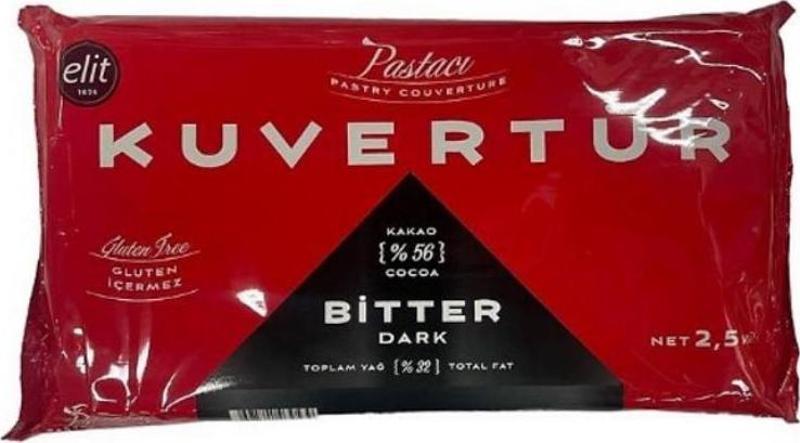 elit
Pastacı
PASTRY COUVERTURE
KUVERTUR
KAKAO
{% 56}
COCOA
Gluten Free
GLUTEN
İÇERMEZ
BİTTER
DARK
NET 2,5
TOPLAM YAĞ {% 32} TOTAL FAT